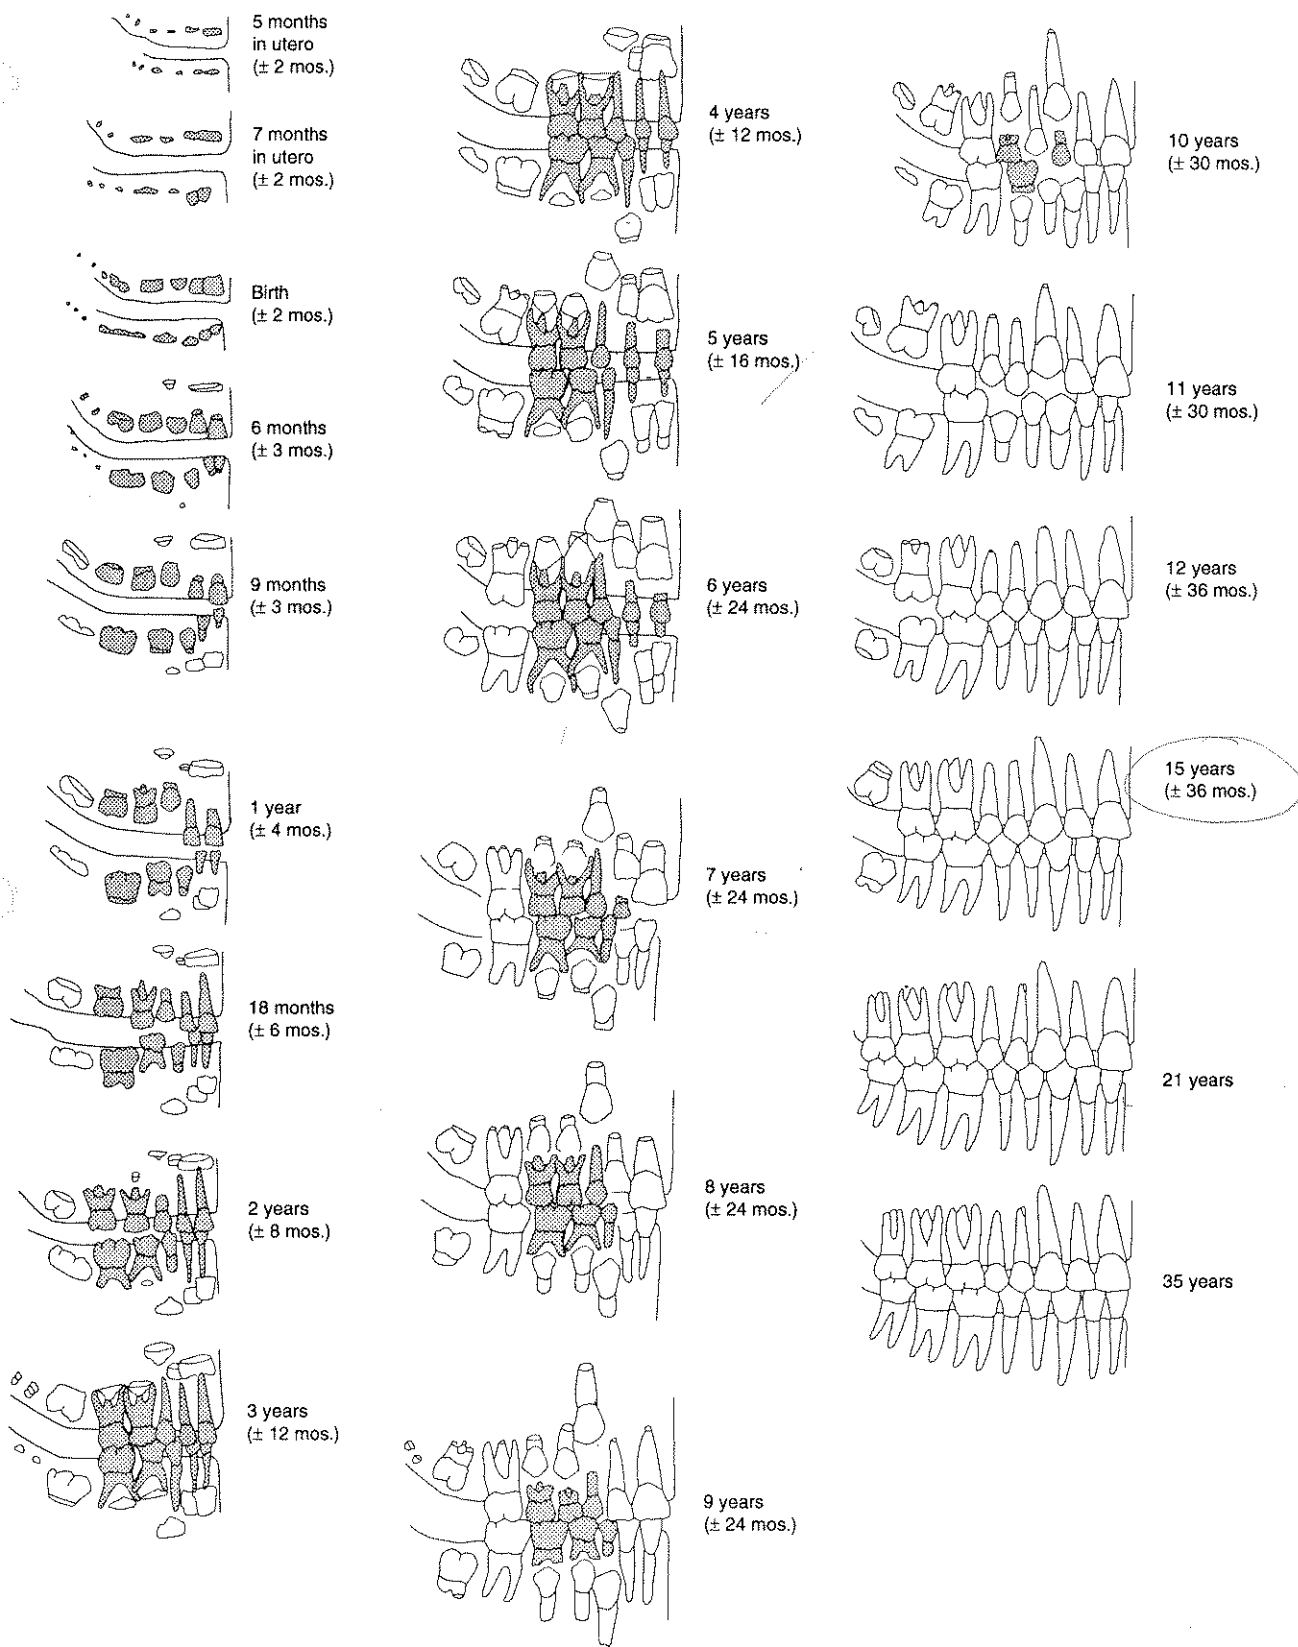 5 months
in utero
(± 2 mos.)
7 months
in utero
(± 2 mos.)
Birth
(± 2 mos.)
6 months
(± 3 mos.)
9 months
(± 3 mos.)
1 year
(± 4 mos.)
18 months
(± 6 mos.)
2 years
(± 8 mos.)
3 years
(± 12 mos.)
4 years
(± 12 mos.)
5 years
(± 16 mos.)
6 years
(± 24 mos.)
7 years
(± 24 mos.)
8 years
(± 24 mos.)
9 years
(± 24 mos.)
10 years
(± 30 mos.)
11 years
(± 30 mos.)
12 years
(± 36 mos.)
15 years
(± 36 mos.)
21 years
35 years